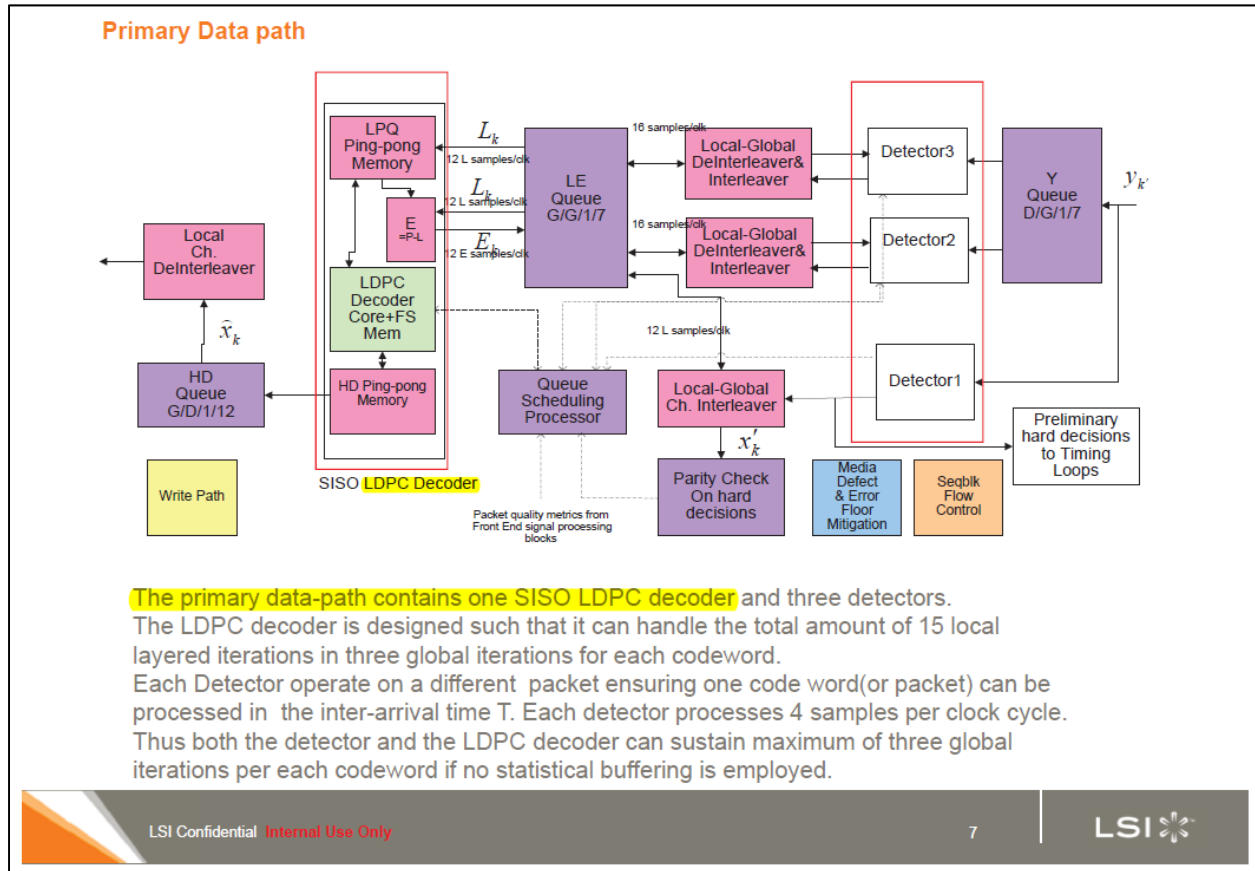 Primary Data path
LPQ
Ping-pong
Memory
L_k
12 L samples/clk
L_k
12 L samples/clk
E
=P-L
E_k
12 E samples/clk
LDPC
Decoder
Core+FS
Mem
HD Ping-pong
Memory
SISO LDPC Decoder
Local
Ch.
DeInterleaver
x̂_k
HD
Queue
G/D/1/12
Write Path
LE
Queue
G/G/1/7
16 samples/clk
Local-Global
DeInterleaver&
Interleaver
16 samples/clk
Local-Global
DeInterleaver&
Interleaver
12 L samples/clk
Queue
Scheduling
Processor
Packet quality metrics from
Front End signal processing
blocks
Local-Global
Ch. Interleaver
x'_k
Parity Check
On hard
decisions
Detector3
Detector2
Detector1
Y
Queue
D/G/1/7
y_k'
Preliminary
hard decisions
to Timing
Loops
Media
Defect
& Error
Floor
Mitigation
Seqblk
Flow
Control
The primary data-path contains one SISO LDPC decoder and three detectors.
The LDPC decoder is designed such that it can handle the total amount of 15 local
layered iterations in three global iterations for each codeword.
Each Detector operate on a different packet ensuring one code word(or packet) can be
processed in the inter-arrival time T. Each detector processes 4 samples per clock cycle.
Thus both the detector and the LDPC decoder can sustain maximum of three global
iterations per each codeword if no statistical buffering is employed.
LSI Confidential Internal Use Only
7
LSI